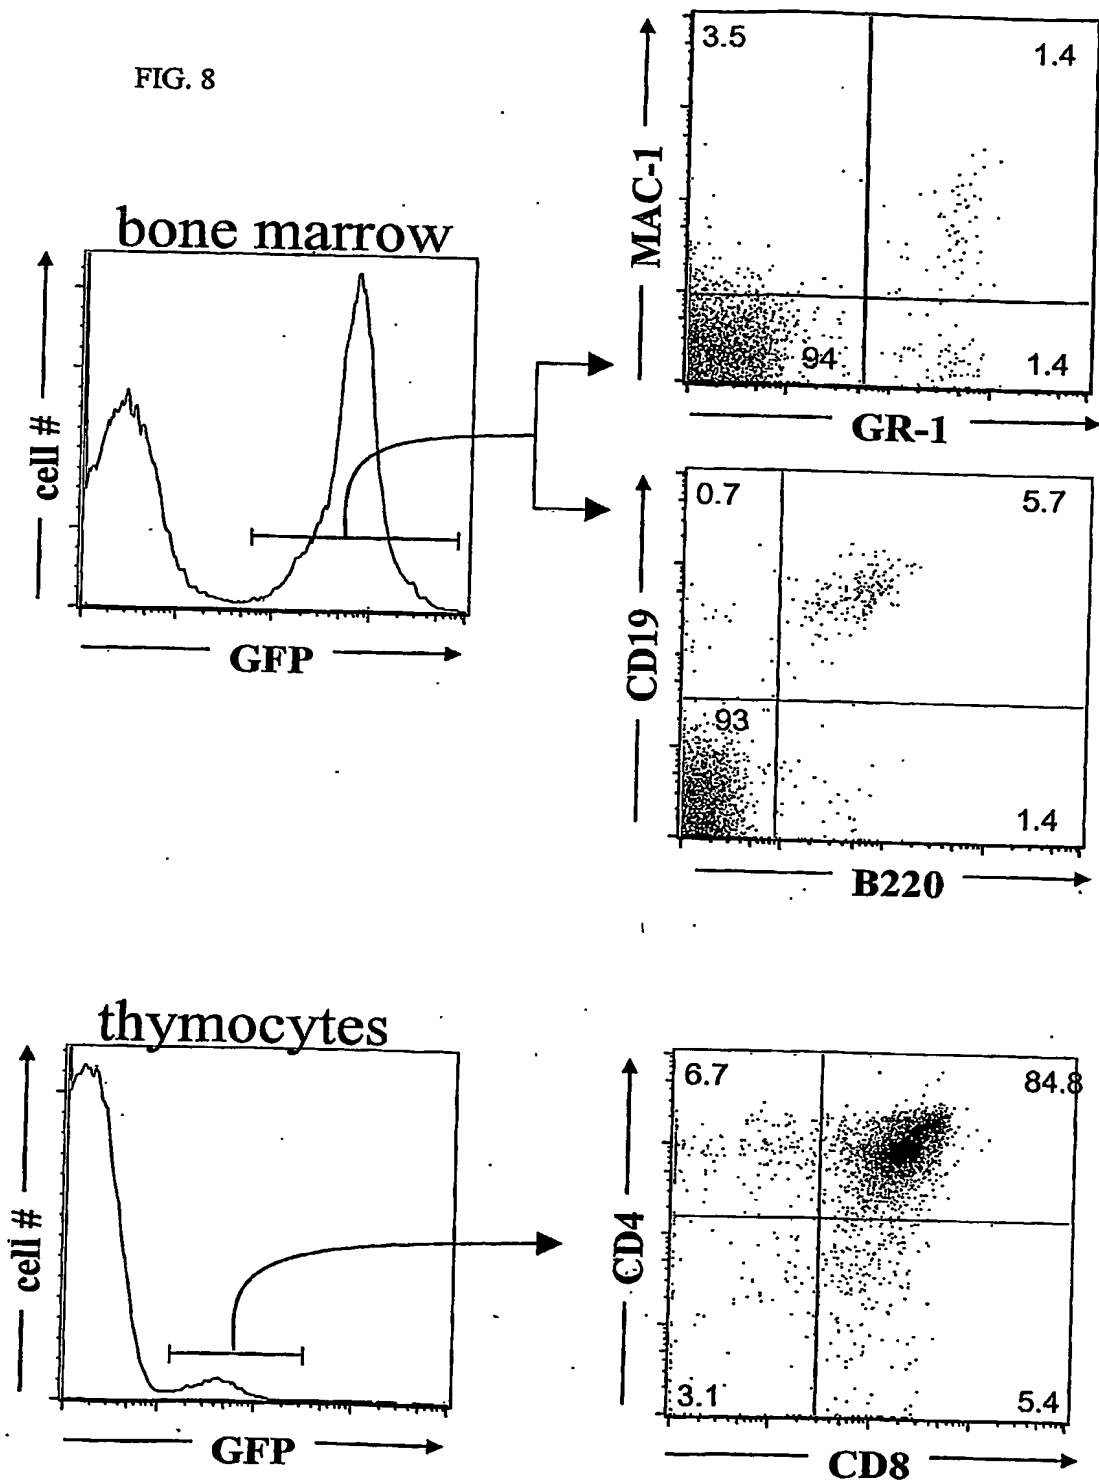 FIG. 8
bone marrow
cell #
GFP
3.5
1.4
MAC-1
94
1.4
GR-1
0.7
5.7
CD19
93
1.4
B220
thymocytes
cell #
GFP
6.7
84.8
CD4
3.1
5.4
CD8